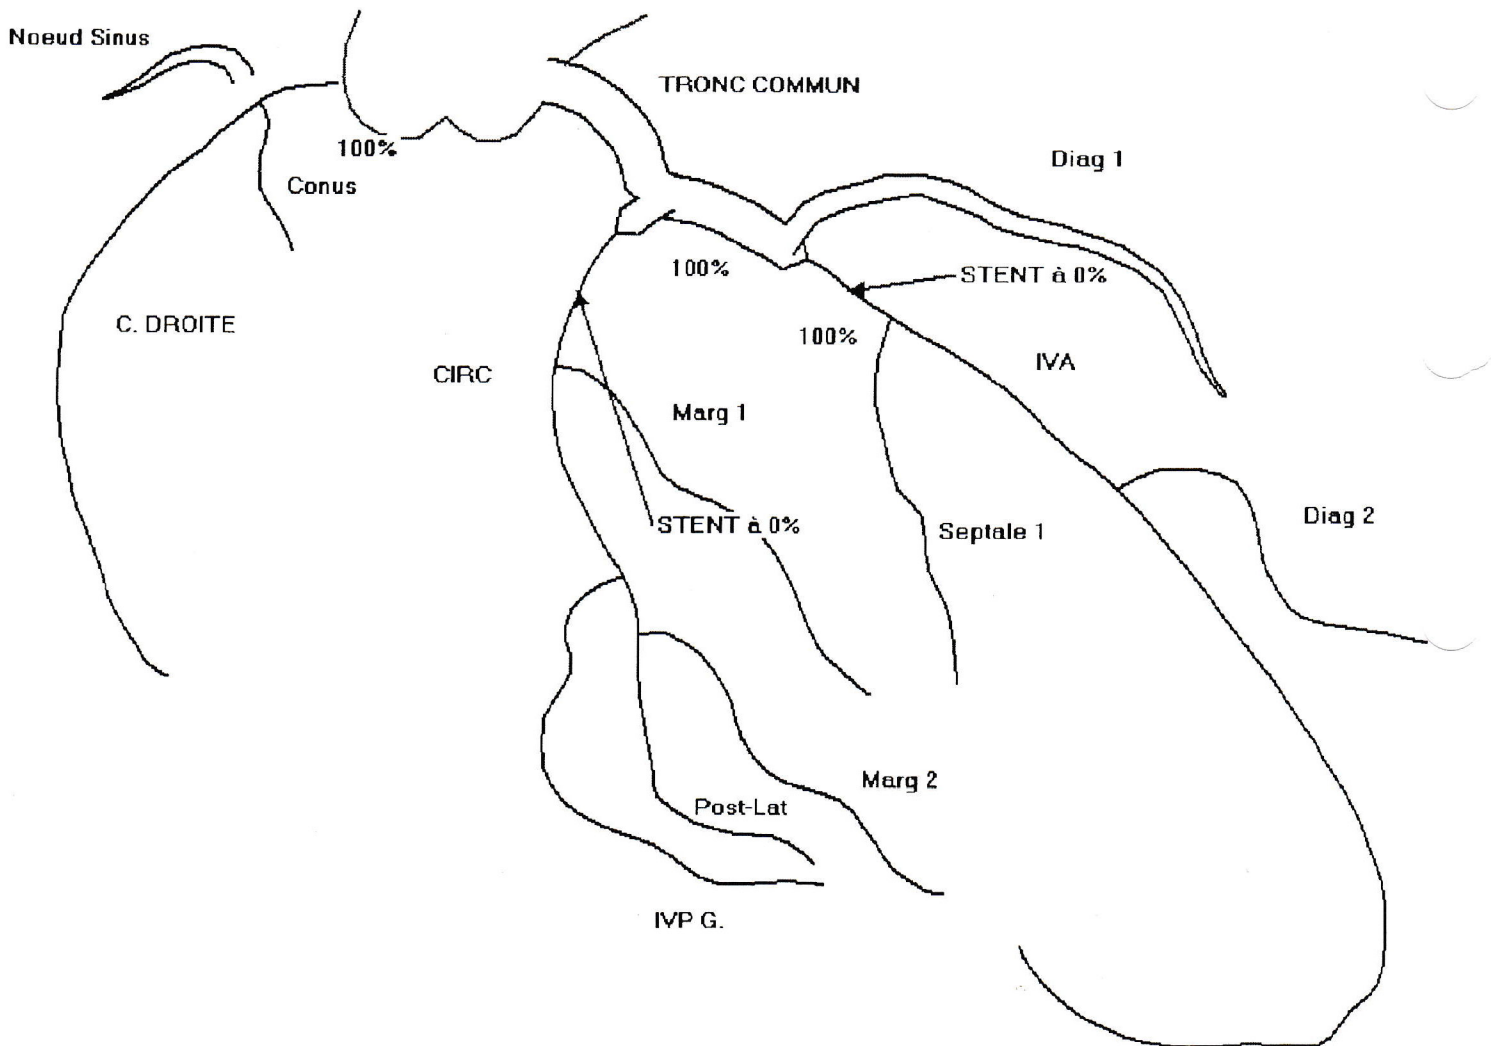 Noeud Sinus
TRONC COMMUN
100%
Diag 1
Conus
100%
STENT à 0%
C. DROITE
100%
IVA
CIRC
Marg 1
STENT à 0%
Septale 1
Diag 2
Marg 2
Post-Lat
IVP G.